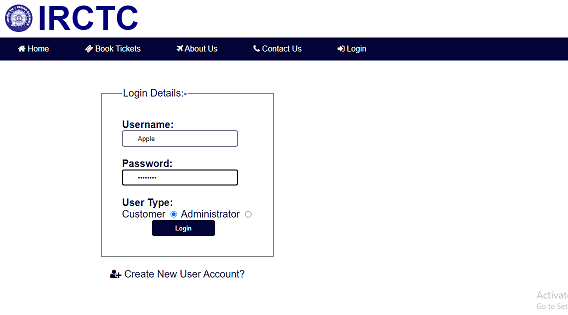 IRCTC
Home Book Tickets About Us Contact Us Login
Login Details:-
Username:
Apple
Password:
••••••••
User Type:
Customer Administrator
Login
Create New User Account?
Activat
Go to Set